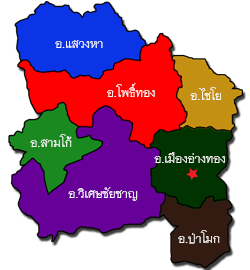 อ.แสวงหา
อ.โพธิ์ทอง
อ.ไชโย
อ.สามโก้
อ.เมืองอ่างทอง
อ.วิเศษชัยชาญ
อ.ป่าโมก